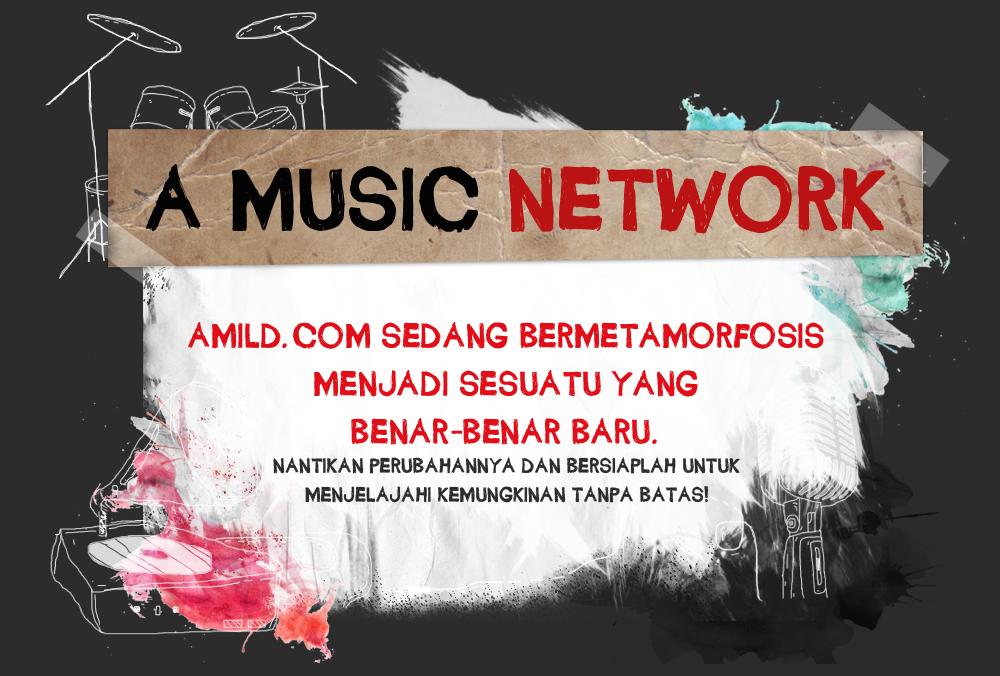 A MUSIC NETWORK
AMILD.COM SEDANG BERMETAMORFOSIS
MENJADI SESUATU YANG
BENAR-BENAR BARU.
NANTIKAN PERUBAHANNYA DAN BERSIAPLAH UNTUK
MENJELAJAHI KEMUNGKINAN TANPA BATAS!